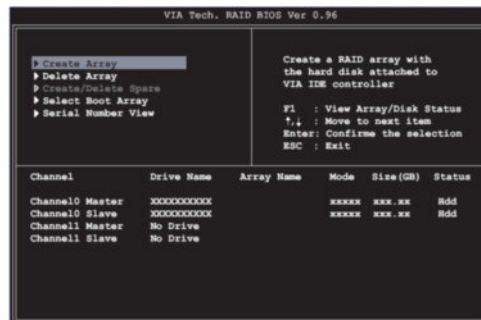 VIA Tech. RAID BIOS Ver 0.96
Create Array
Delete Array
Create/Delete Spare
Select Boot Array
Serial Number View
Create a RAID array with
the hard disk attached to
VIA IDE controller
F1 : View Array/Disk Status
↑,↓ : Move to next item
Enter: Confirme the selection
ESC : Exit
Channel Drive Name Array Name Mode Size(GB) Status
Channel0 Master XXXXXXXXXX XXXXX XXX.XX Hdd
Channel0 Slave XXXXXXXXXX XXXXX XXX.XX Hdd
Channel1 Master No Drive
Channel1 Slave No Drive